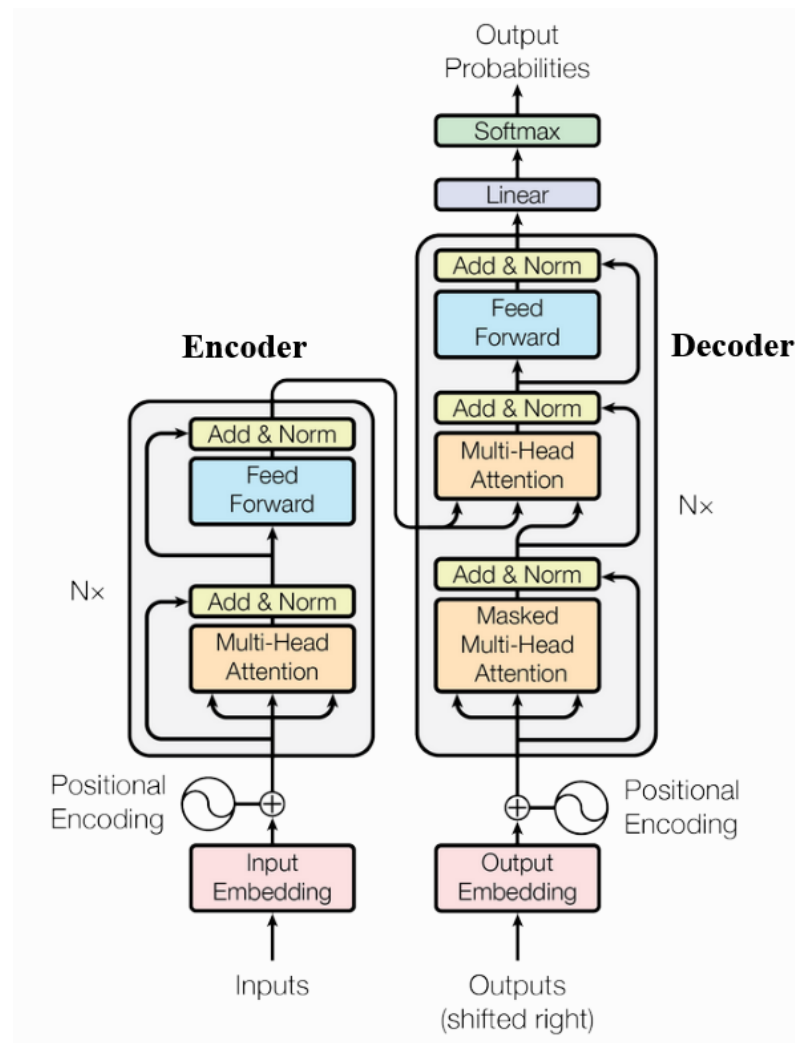 Output
Probabilities
Softmax
Linear
Add & Norm
Feed
Forward
Add & Norm
Multi-Head
Attention
Add & Norm
Masked
Multi-Head
Attention
Decoder
N×
Encoder
Add & Norm
Feed
Forward
Add & Norm
Multi-Head
Attention
N×
Positional
Encoding
Positional
Encoding
Input
Embedding
Output
Embedding
Inputs
Outputs
(shifted right)